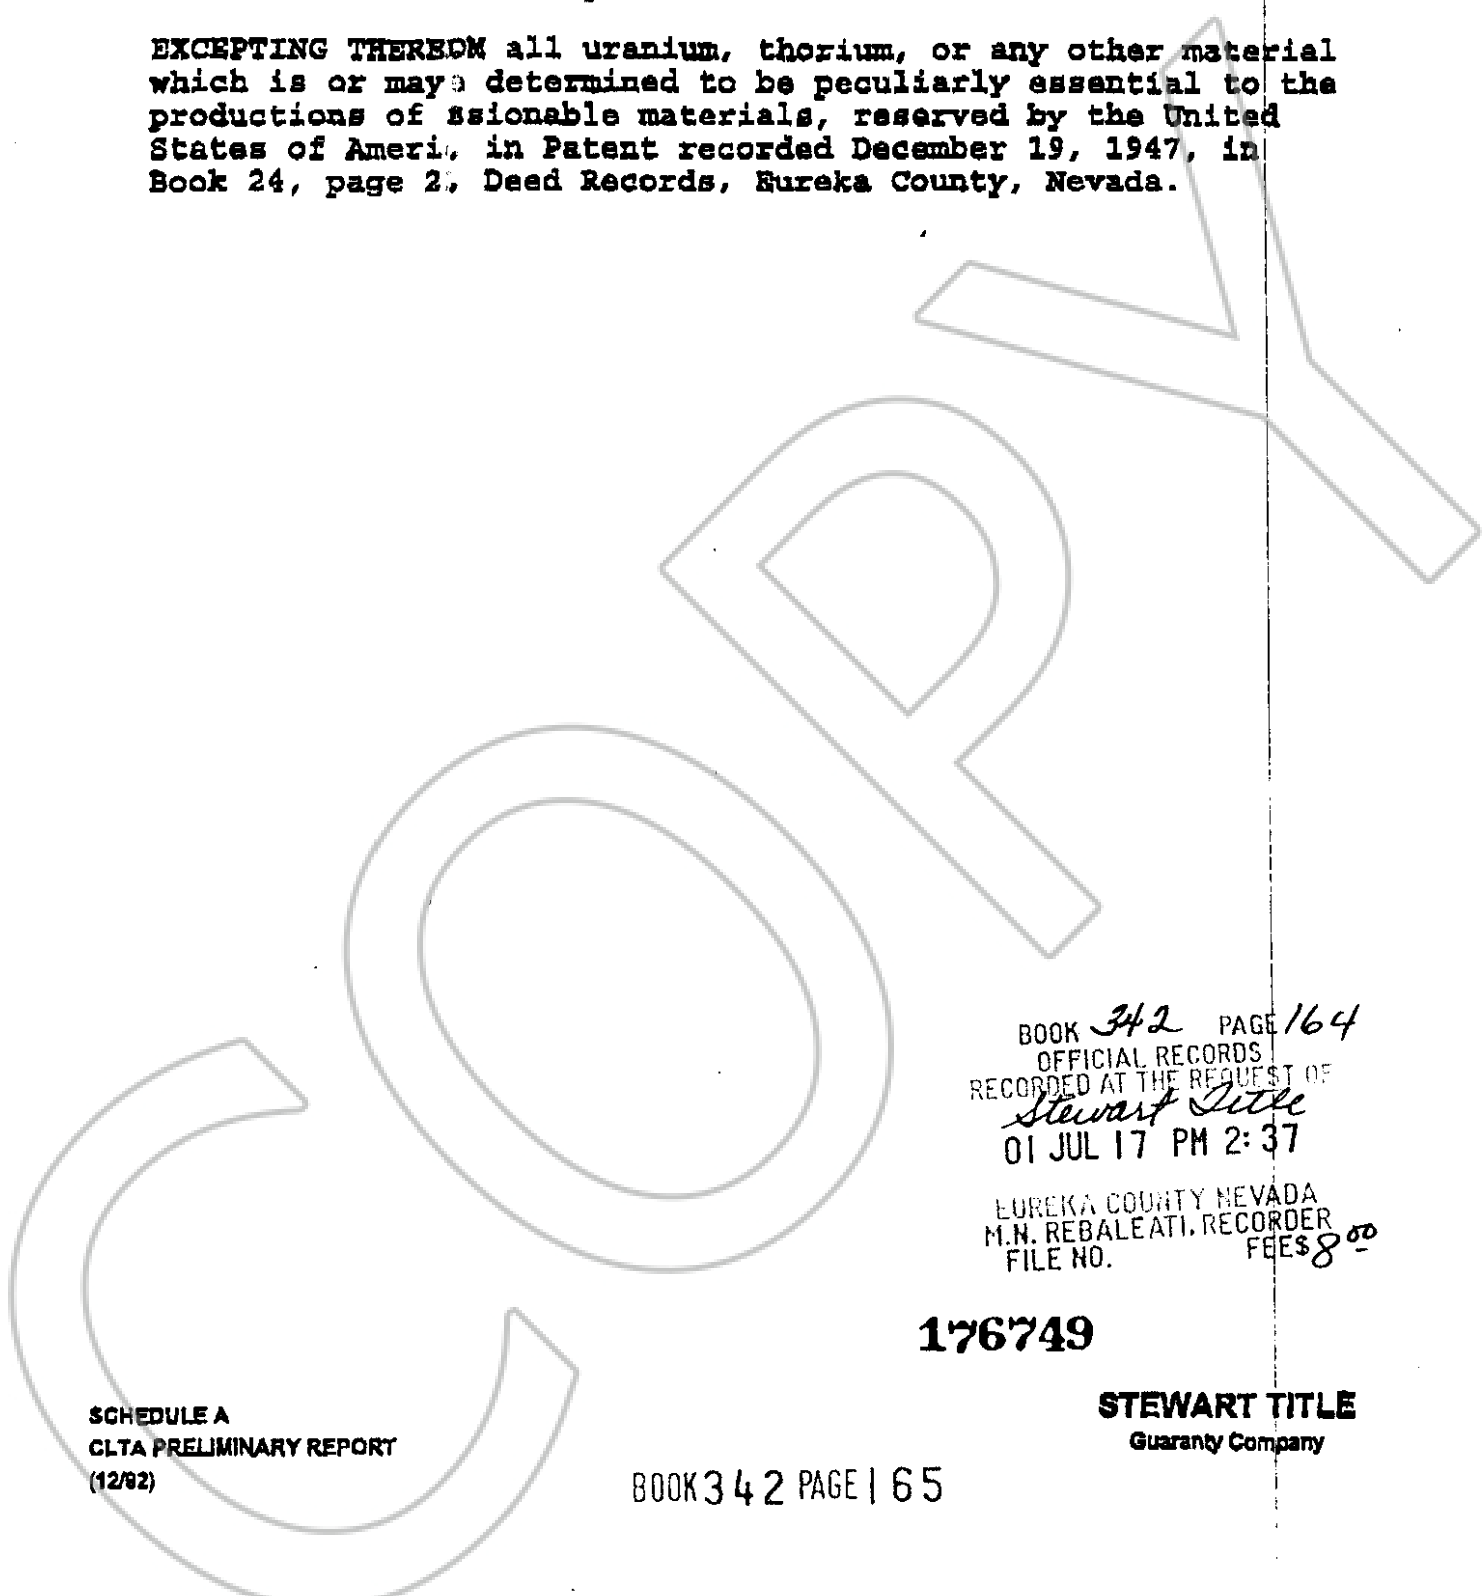 EXCEPTING THEREOM all uranium, thorium, or any other material
which is or may determined to be peculiarly essential to the
productions of ssionable materials, reserved by the United
States of Ameri, in Patent recorded December 19, 1947, in
Book 24, page 2, Deed Records, Eureka County, Nevada.
COPY
BOOK 342 PAGE 164
OFFICIAL RECORDS
RECORDED AT THE REQUEST OF
Stewart Title
01 JUL 17 PM 2:37
EUREKA COUNTY NEVADA
M.N. REBALEATI, RECORDER
FILE NO. FEE$ 8 00
176749
SCHEDULE A
CLTA PRELIMINARY REPORT
(12/92)
STEWART TITLE
Guaranty Company
BOOK 342 PAGE 165